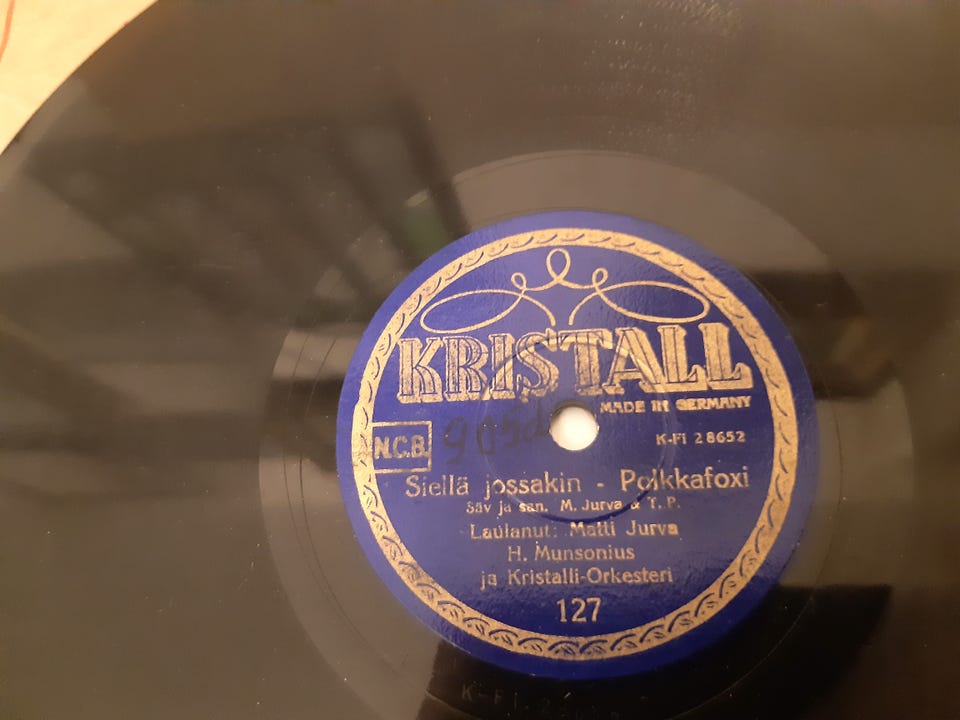 KRISTALL
MADE IN GERMANY
N.C.B.
K-Fi 28652
Siellä jossakin - Polkkafoxi
Säv ja san. M. Jurva & T. P.
Laulanut: Matti Jurva
H. Munsonius
ja Kristalli-Orkesteri
127
K-FI.